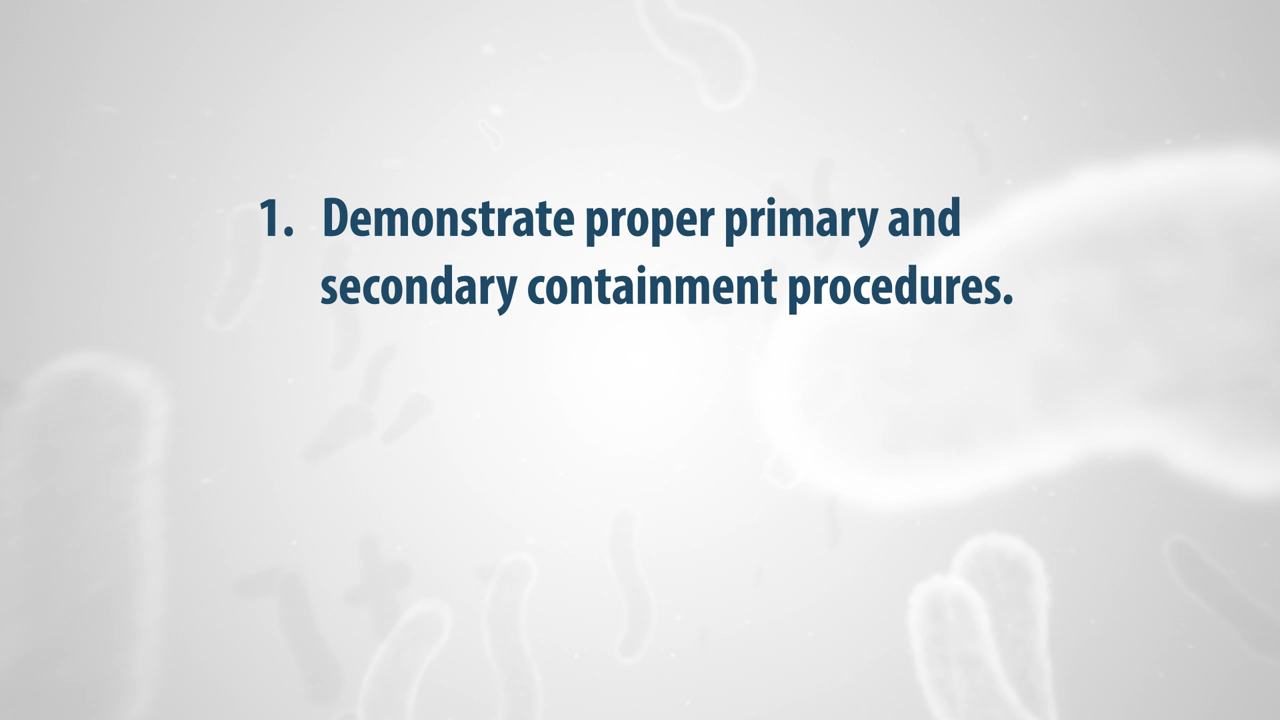 1. Demonstrate proper primary and
secondary containment procedures.